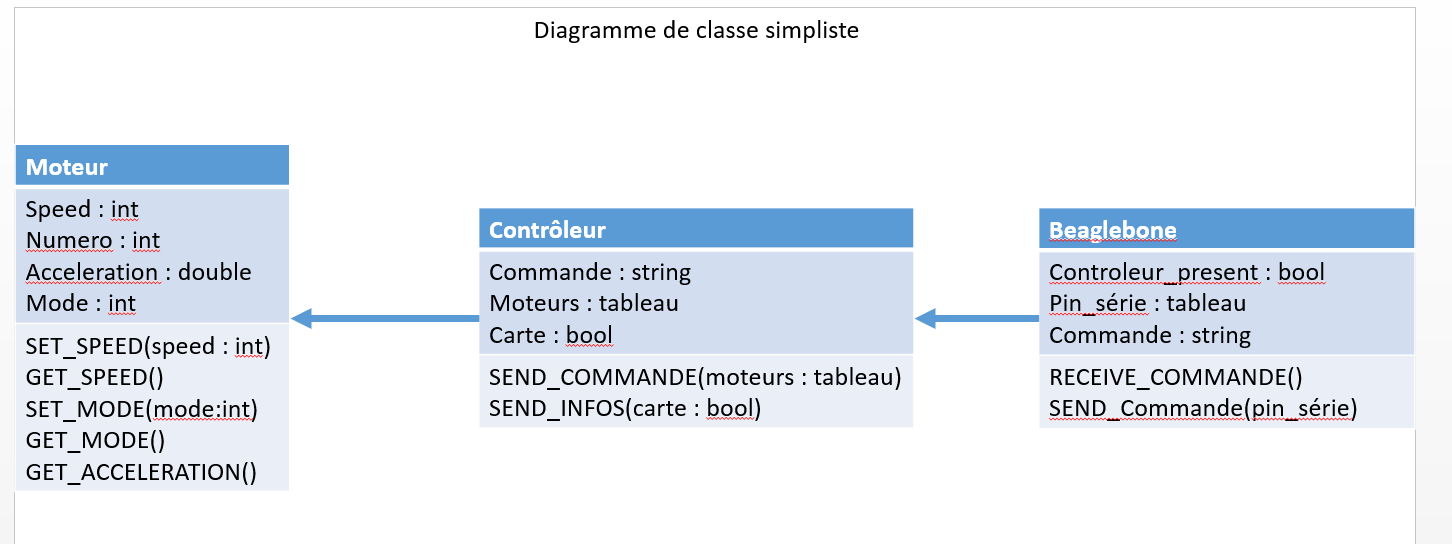 Diagramme de classe simpliste
Moteur
Speed : int
Numero : int
Acceleration : double
Mode : int
SET_SPEED(speed : int)
GET_SPEED()
SET_MODE(mode:int)
GET_MODE()
GET_ACCELERATION()
Contrôleur
Commande : string
Moteurs : tableau
Carte : bool
SEND_COMMANDE(moteurs : tableau)
SEND_INFOS(carte : bool)
Beaglebone
Controleur_present : bool
Pin_série : tableau
Commande : string
RECEIVE_COMMANDE()
SEND_Commande(pin_série)